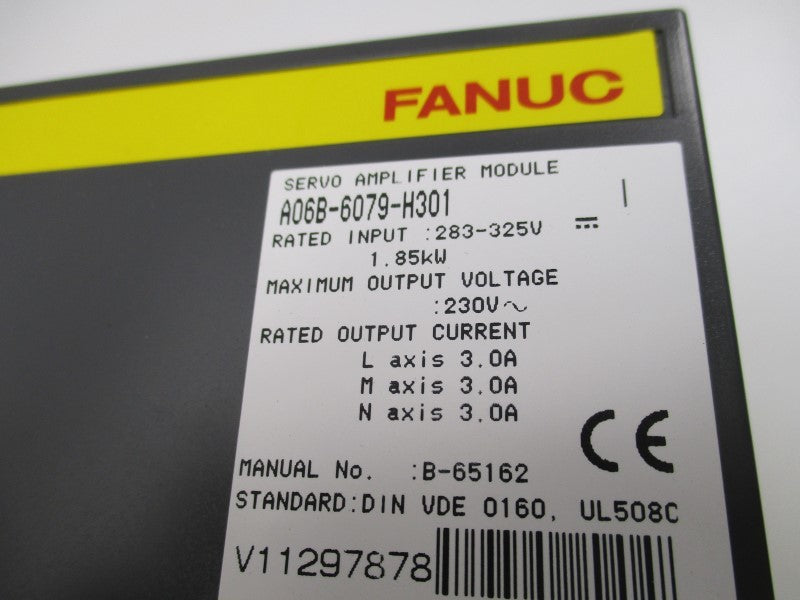 FANUC
SERVO AMPLIFIER MODULE
A06B-6079-H301
RATED INPUT :283-325V ⎓
1.85kW
MAXIMUM OUTPUT VOLTAGE
:230V~
RATED OUTPUT CURRENT
L axis 3.0A
M axis 3.0A
N axis 3.0A
CE
MANUAL No. :B-65162
STANDARD:DIN VDE 0160, UL508C
V11297878